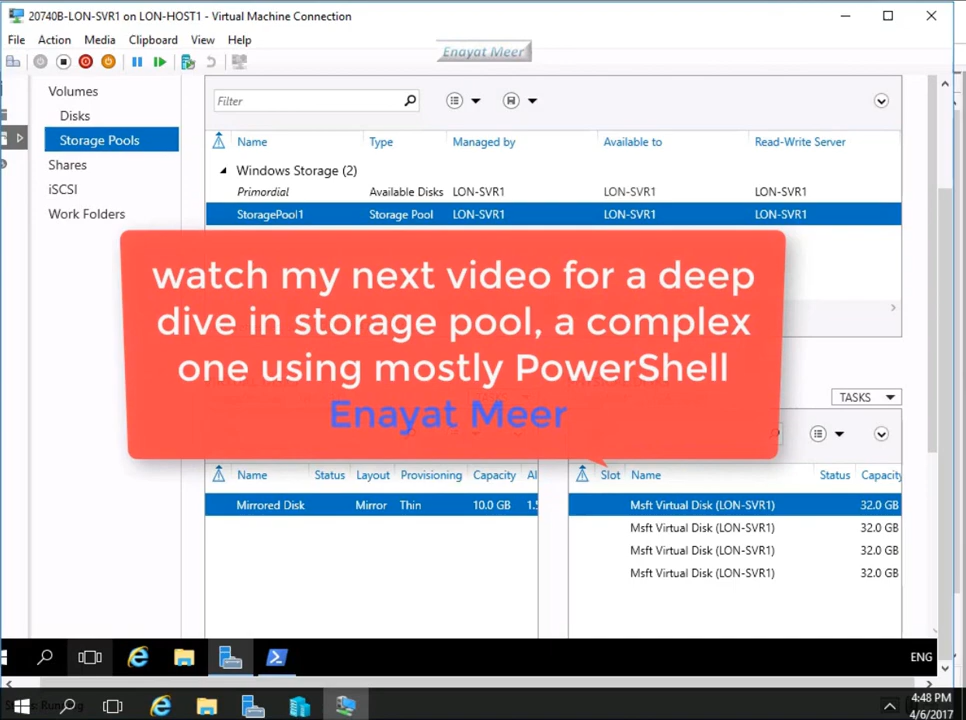 20740B-LON-SVR1 on LON-HOST1 - Virtual Machine Connection
File Action Media Clipboard View Help
Enayat Meer
Volumes
Disks
Storage Pools
Shares
iSCSI
Work Folders
Filter
Name Type Managed by Available to Read-Write Server
Windows Storage (2)
Primordial Available Disks LON-SVR1 LON-SVR1 LON-SVR1
StoragePool1 Storage Pool LON-SVR1 LON-SVR1 LON-SVR1
watch my next video for a deep
dive in storage pool, a complex
one using mostly PowerShell
Enayat Meer
TASKS
Name Status Layout Provisioning Capacity Al
Mirrored Disk Mirror Thin 10.0 GB 1.5
Slot Name Status Capacity
Msft Virtual Disk (LON-SVR1) 32.0 GB
Msft Virtual Disk (LON-SVR1) 32.0 GB
Msft Virtual Disk (LON-SVR1) 32.0 GB
Msft Virtual Disk (LON-SVR1) 32.0 GB
ENG
4:48 PM
4/6/2017